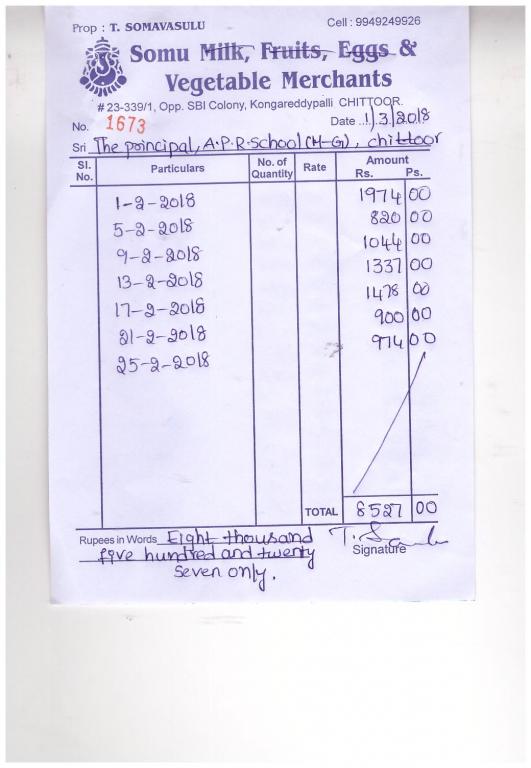 Prop : T. SOMAVASULU Cell : 9949249926
Somu Milk, Fruits, Eggs &
Vegetable Merchants
# 23-339/1, Opp. SBI Colony, Kongareddypalli CHITTOOR.
No. 1673 Date .. 1/3/2018
Sri The principal, A.P.R.School (M-G), chittoor
Sl. No. Particulars No. of Quantity Rate Amount Rs. Ps.
1-2-2018 1974 00
5-2-2018 820 00
9-2-2018 1044 00
13-2-2018 1337 00
17-2-2018 1478 00
21-2-2018 900 00
25-2-2018 974 00
TOTAL 8527 00
Rupees in Words Eight thousand
five hundred and twenty
seven only.
Signature